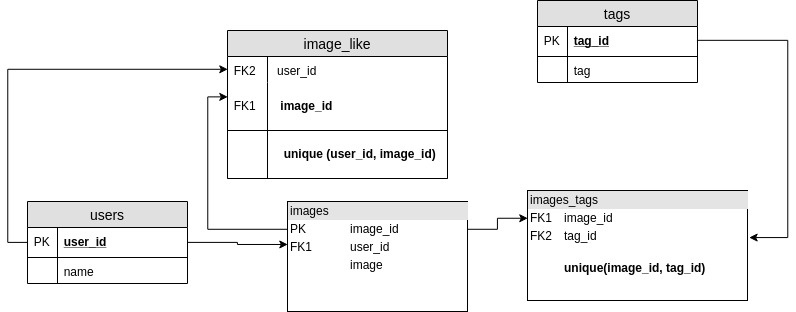 tags
PK tag_id
tag
image_like
FK2 user_id
FK1 image_id
unique (user_id, image_id)
users
PK user_id
name
images
PK image_id
FK1 user_id
image
images_tags
FK1 image_id
FK2 tag_id
unique(image_id, tag_id)